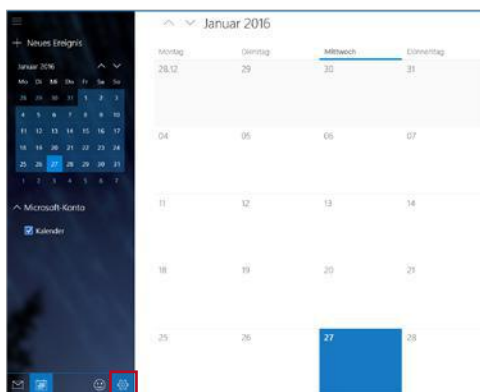 Januar 2016
Montag Dienstag Mittwoch Donnerstag
28.12 29 30 31
04 05 06 07
11 12 13 14
18 19 20 21
25 26 27 28
Neues Ereignis
Januar 2016
Mo Di Mi Do Fr Sa So
28 29 30 31 1 2 3
4 5 6 7 8 9 10
11 12 13 14 15 16 17
18 19 20 21 22 23 24
25 26 27 28 29 30 31
1 2 3 4 5 6 7
Microsoft-Konto
Kalender